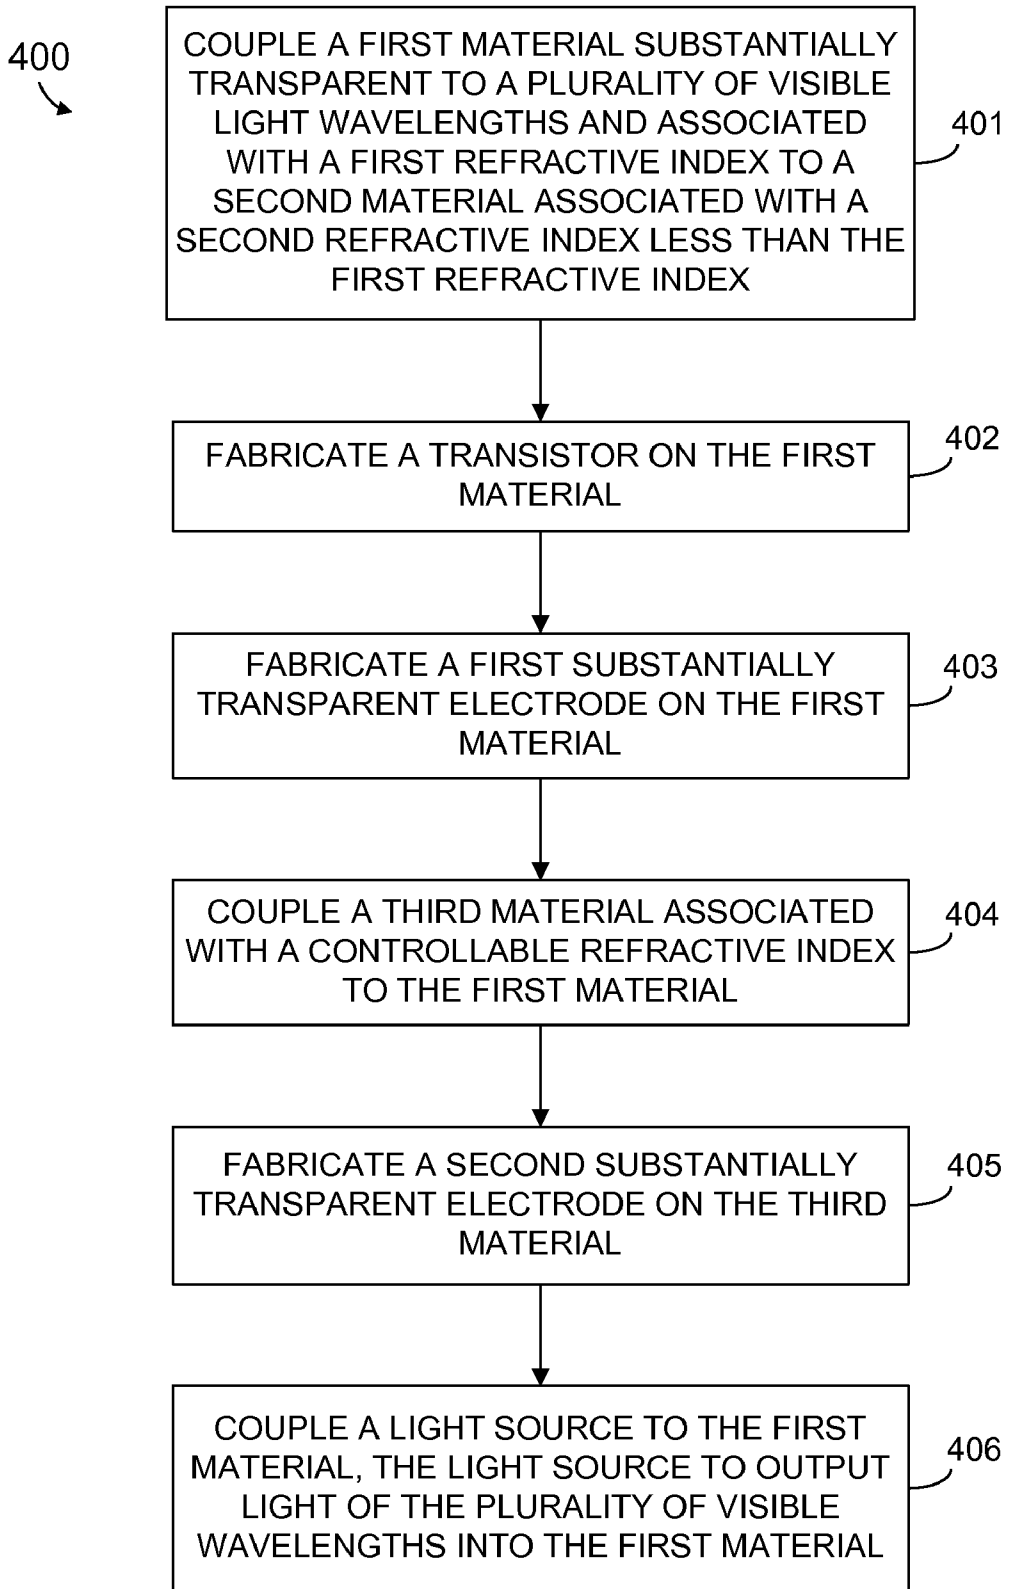 400
COUPLE A FIRST MATERIAL SUBSTANTIALLY
TRANSPARENT TO A PLURALITY OF VISIBLE
LIGHT WAVELENGTHS AND ASSOCIATED
WITH A FIRST REFRACTIVE INDEX TO A
SECOND MATERIAL ASSOCIATED WITH A
SECOND REFRACTIVE INDEX LESS THAN THE
FIRST REFRACTIVE INDEX
401
FABRICATE A TRANSISTOR ON THE FIRST
MATERIAL
402
FABRICATE A FIRST SUBSTANTIALLY
TRANSPARENT ELECTRODE ON THE FIRST
MATERIAL
403
COUPLE A THIRD MATERIAL ASSOCIATED
WITH A CONTROLLABLE REFRACTIVE INDEX
TO THE FIRST MATERIAL
404
FABRICATE A SECOND SUBSTANTIALLY
TRANSPARENT ELECTRODE ON THE THIRD
MATERIAL
405
COUPLE A LIGHT SOURCE TO THE FIRST
MATERIAL, THE LIGHT SOURCE TO OUTPUT
LIGHT OF THE PLURALITY OF VISIBLE
WAVELENGTHS INTO THE FIRST MATERIAL
406